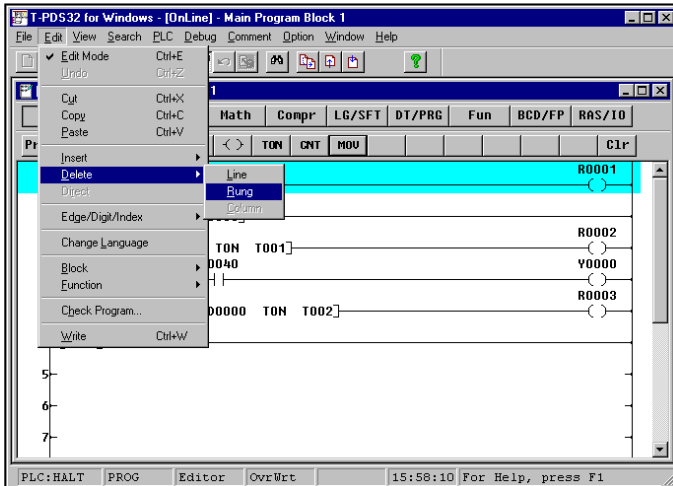 T-PDS32 for Windows - [OnLine] - Main Program Block 1
File Edit View Search PLC Debug Comment Option Window Help
✓ Edit Mode Ctrl+E
Undo Ctrl+Z
Cut Ctrl+X
Copy Ctrl+C
Paste Ctrl+V
Insert
Delete
Direct
Edge/Digit/Index
Change Language
Block
Function
Check Program...
Write Ctrl+W
Line
Rung
Column
1
Math Compr LG/SFT DT/PRG Fun BCD/FP RAS/IO
TON CNT MOV Clr
R0001
R0002
TON T001]
0040 Y0000
R0003
D0000 TON T002]
5
6
7
PLC:HALT PROG Editor OvrWrt 15:58:10 For Help, press F1